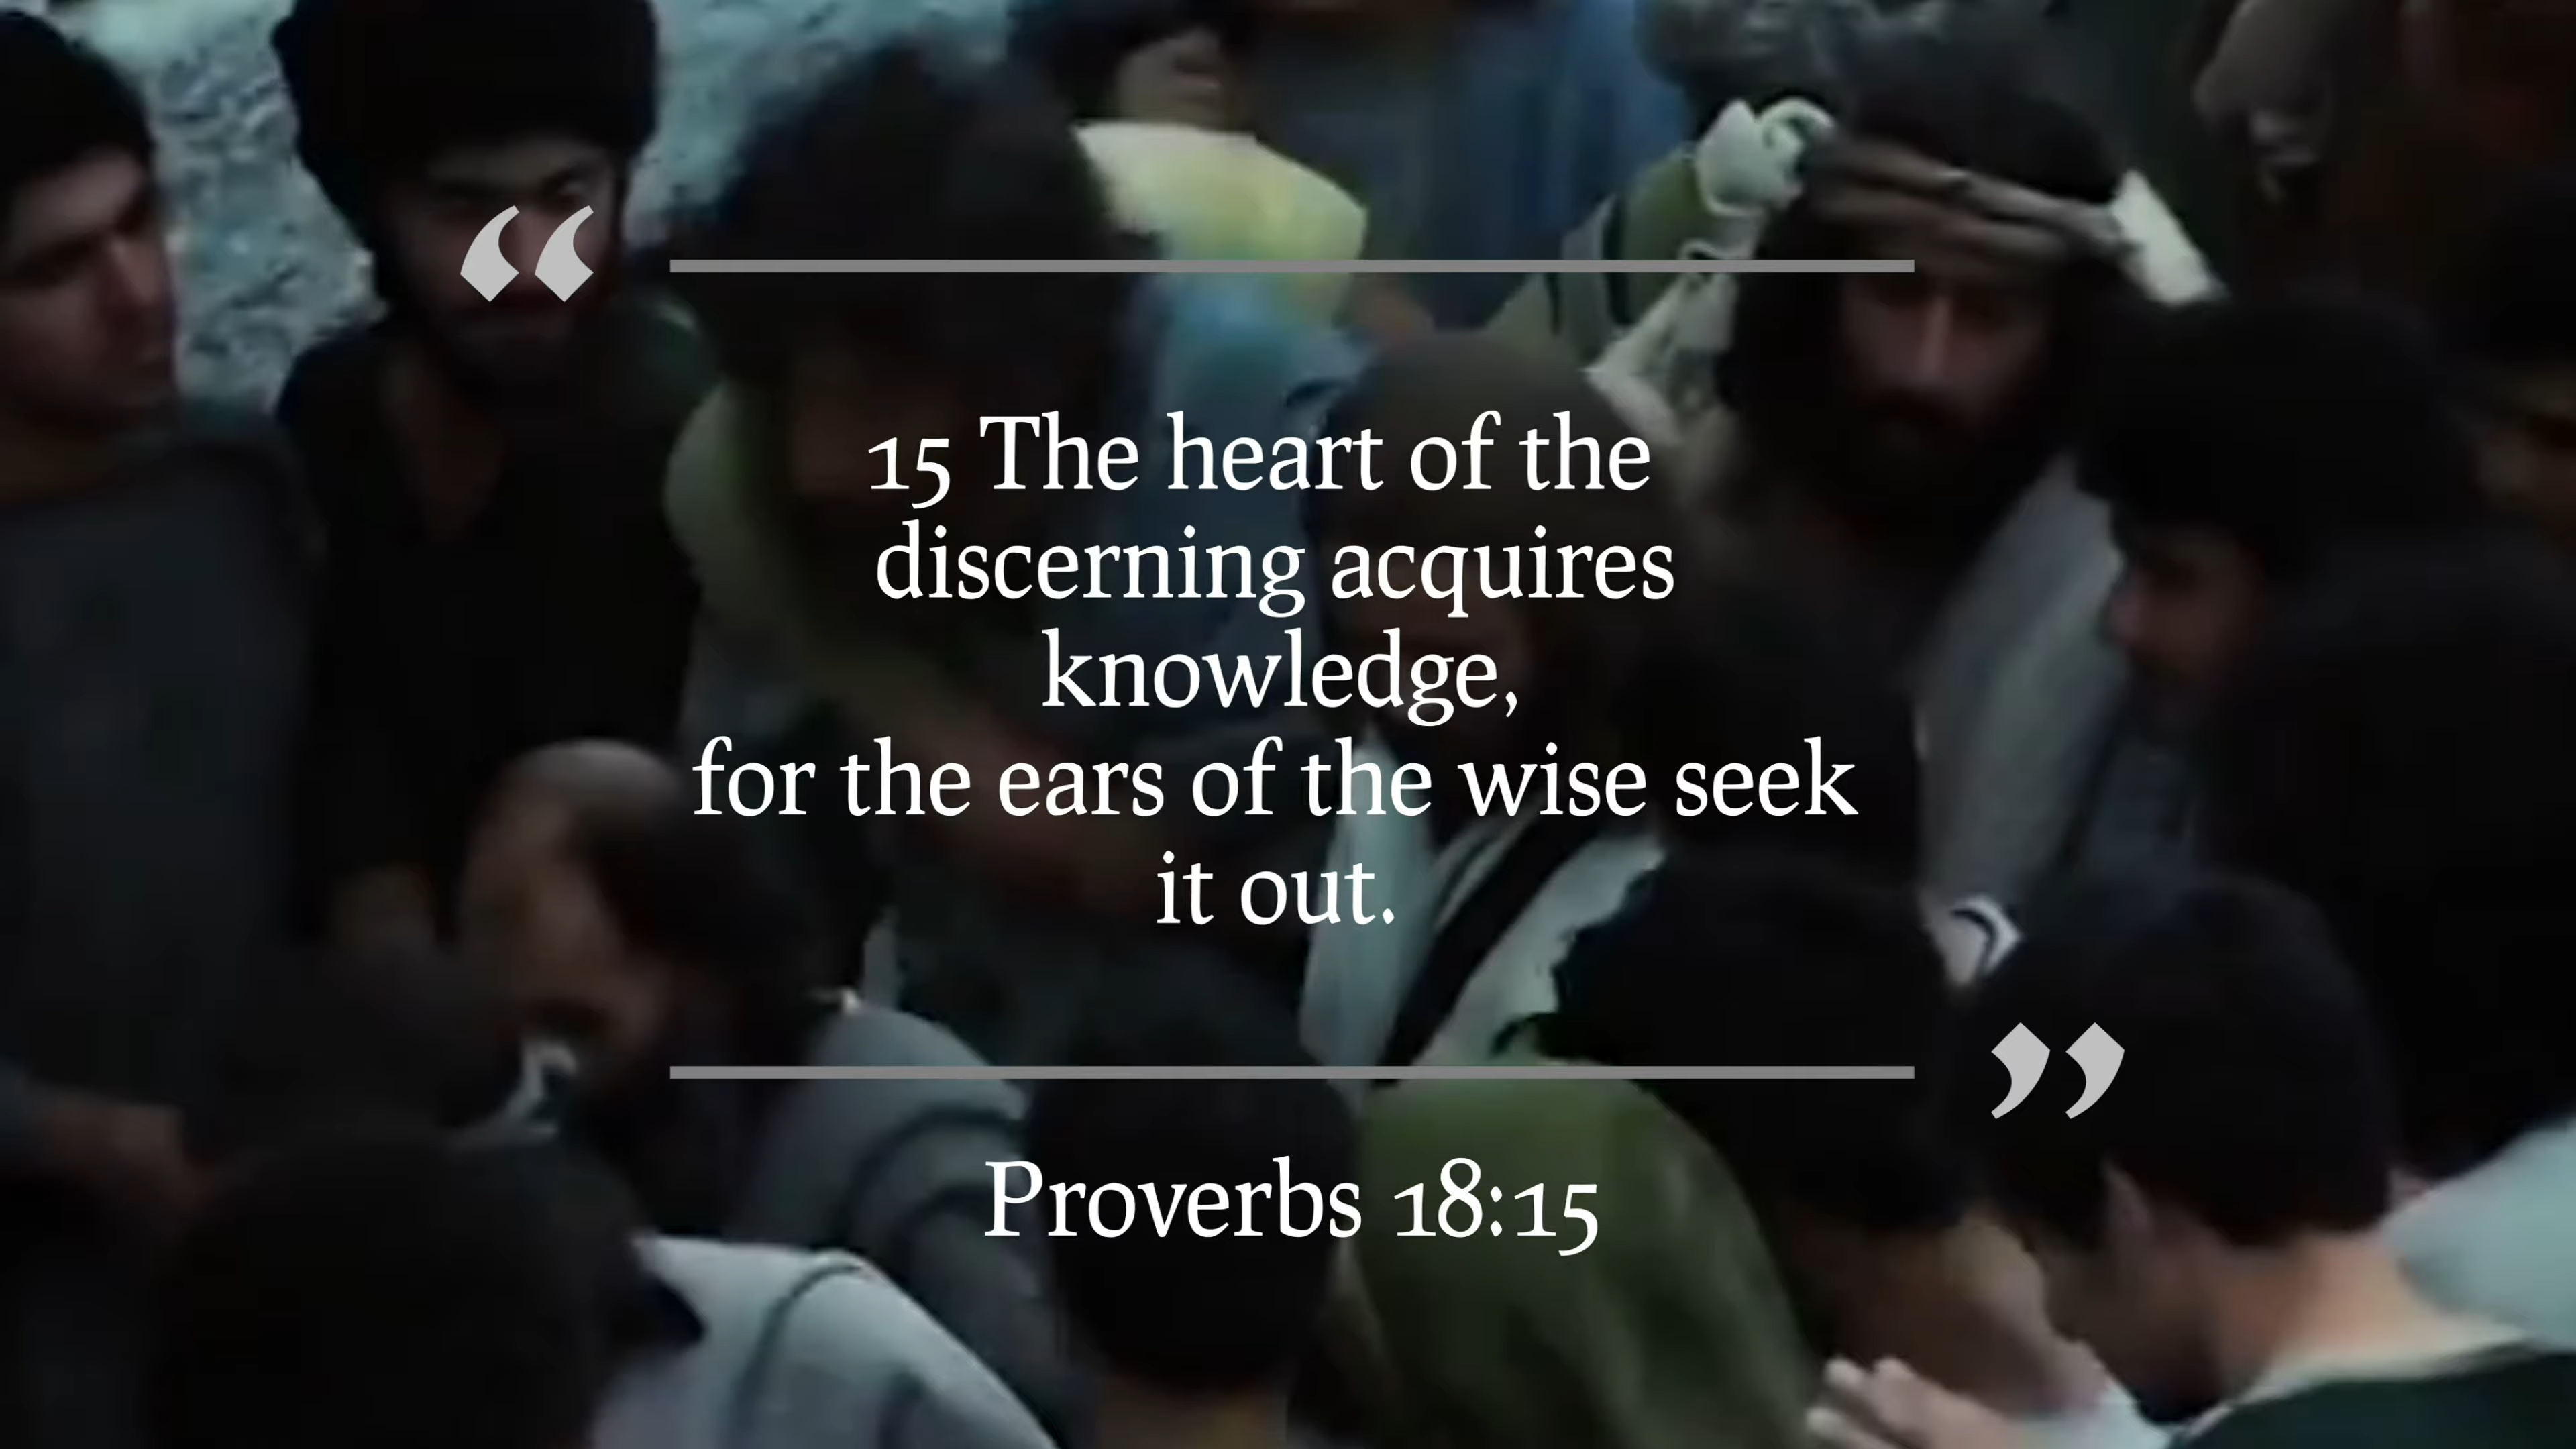 “
15 The heart of the
discerning acquires
knowledge,
for the ears of the wise seek
it out.
”
Proverbs 18:15